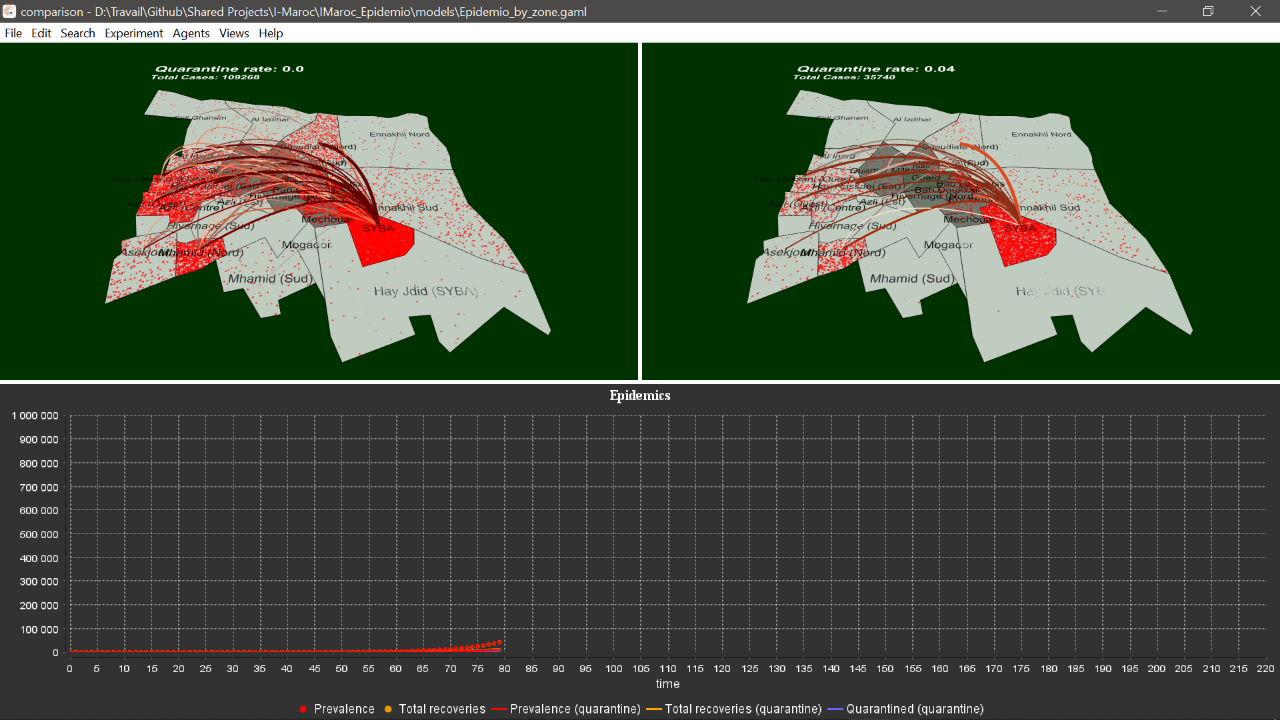 comparison - D:\Travail\Github\Shared Projects\I-Maroc\IMaroc_Epidemio\models\Epidemio_by_zone.gaml
File Edit Search Experiment Agents Views Help
Quarantine rate: 0.0
Total Cases: 109268
Al Izdihar
Ennakhil Nord
(Nord)
(Sud)
Azli (Est)
(Centre)
Hivernage (Sud)
Mechouar
SYBA
Mogador
Mhamid (Nord)
Mhamid (Sud)
Hay Jdid (SYBA)
Quarantine rate: 0.04
Total Cases: 35740
Al Izdihar
Ennakhil Nord
(Sud)
Azli (Est)
(Centre)
Hivernage (Nord)
Hivernage (Sud)
Mechoua
SYBA
Mogador
Mhamid (Nord)
Mhamid (Sud)
Epidemics
1 000 000
900 000
800 000
700 000
600 000
500 000
400 000
300 000
200 000
100 000
0
0 5 10 15 20 25 30 35 40 45 50 55 60 65 70 75 80 85 90 95 100 105 110 115 120 125 130 135 140 145 150 155 160 165 170 175 180 185 190 195 200 205 210 215 220
time
Prevalence Total recoveries Prevalence (quarantine) Total recoveries (quarantine) Quarantined (quarantine)